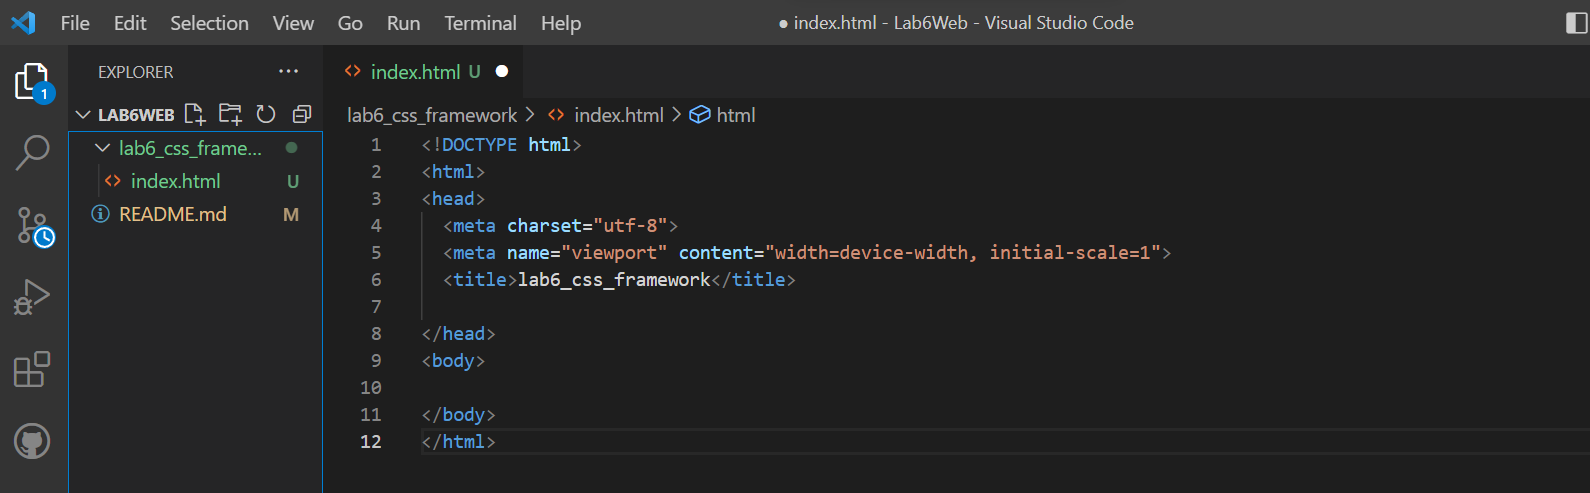 File Edit Selection View Go Run Terminal Help ● index.html - Lab6Web - Visual Studio Code
EXPLORER ···
index.html U
1
LAB6WEB
lab6_css_framework > index.html > html
lab6_css_frame...
index.html U
README.md M
1 <!DOCTYPE html>
2 <html>
3 <head>
4 <meta charset="utf-8">
5 <meta name="viewport" content="width=device-width, initial-scale=1">
6 <title>lab6_css_framework</title>
7
8 </head>
9 <body>
10
11 </body>
12 </html>